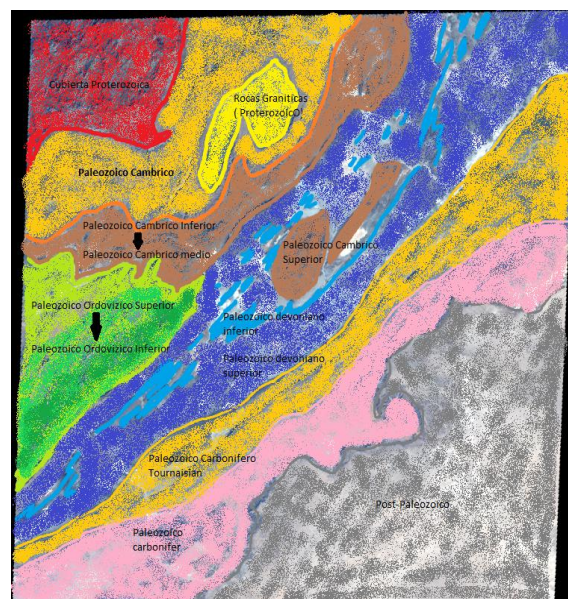 Cubierta Proterozoica
Rocas Graniticas
( ProterozoicO)
Paleozoico Cambrico
Paleozoico Cambrico Inferior
Paleozoico Cambrico medio
Paleozoico Cambrico
Superior
Paleozoico Ordovizico Superior
Paleozoico Ordovizico Inferior
Paleozoico devoniano
inferior
Paleozoico devoniano
superior
Paleozoico Carbonifero
Tournaisian
Post-Paleozoico
Paleozoico
carbonifer